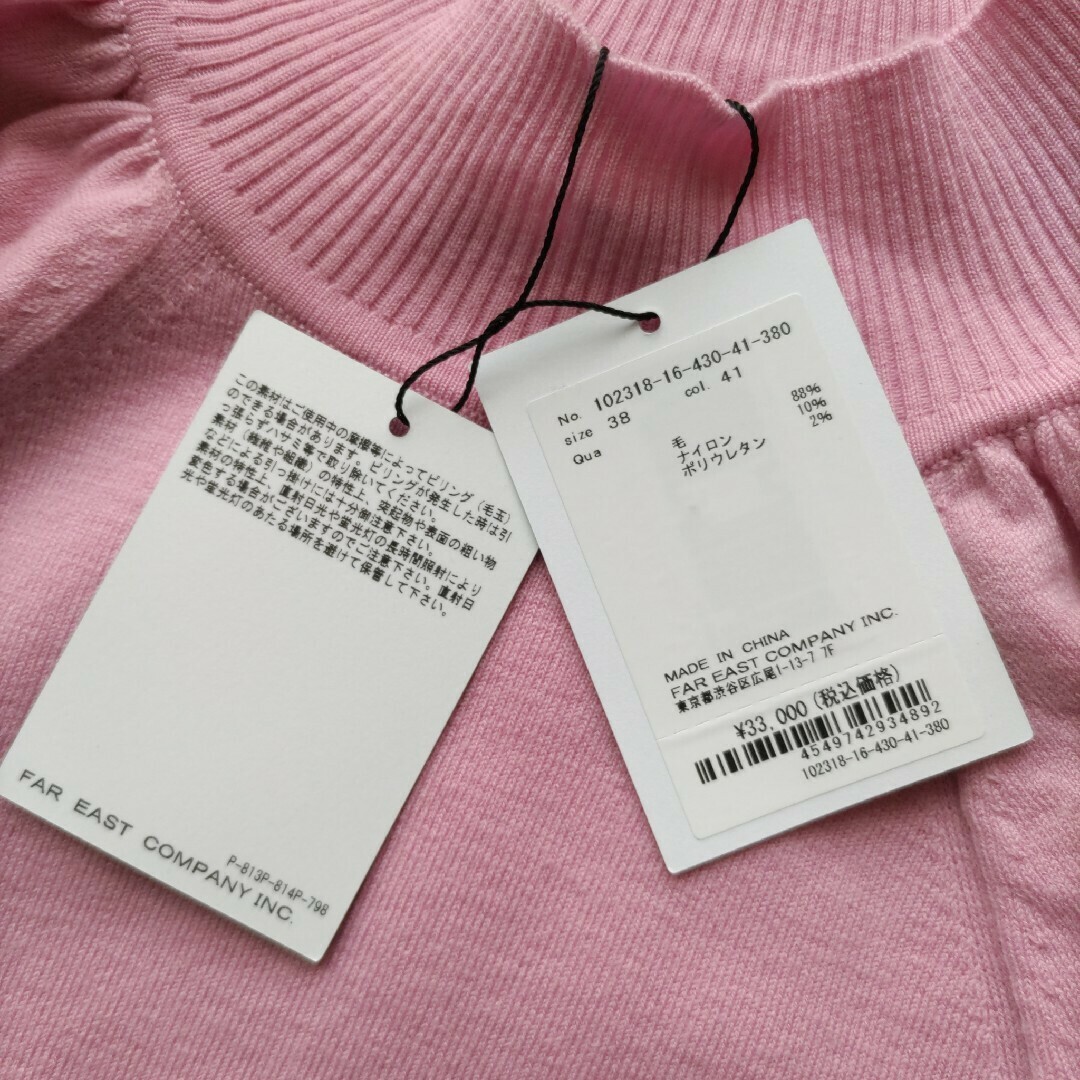 この素材はご使用中の摩擦等によってピリング(毛玉)
のできる場合があります。ピリングが発生した時は引
っ張らずハサミ等で取り除いてください。
素材(繊維や組織)の特性上、突起物や表面の粗い物
などによる引っ掛けには十分御注意下さい。
素材の特性上、直射日光や蛍光灯の長時間照射により
変色する場合がございますのでご注意下さい。直射日
光や蛍光灯のあたる場所を避けて保管して下さい。
FAR EAST COMPANY INC.
P-813P-814P-798
No. 102318-16-430-41-380
size 38 col. 41
Qua 毛 88%
ナイロン 10%
ポリウレタン 2%
MADE IN CHINA
FAR EAST COMPANY INC.
東京都渋谷区広尾1-13-7 7F
¥33,000(税込価格)
4549742934892
102318-16-430-41-380